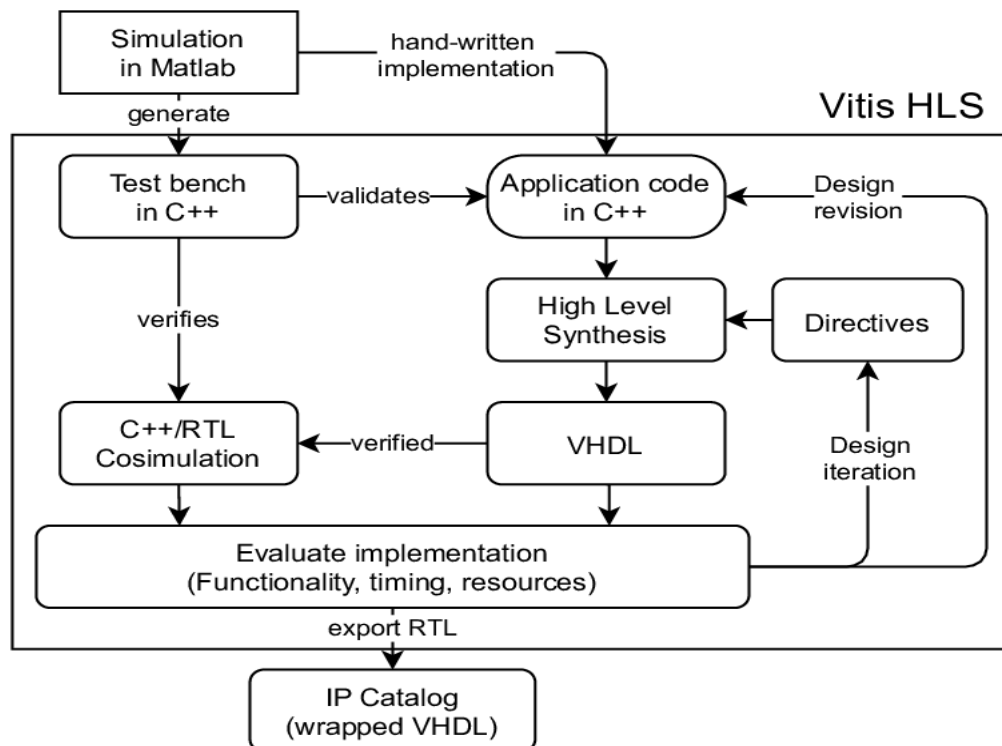 Simulation
in Matlab
hand-written
implementation
generate
Vitis HLS
Test bench
in C++
validates
Application code
in C++
Design
revision
verifies
High Level
Synthesis
Directives
C++/RTL
Cosimulation
verified
VHDL
Design
iteration
Evaluate implementation
(Functionality, timing, resources)
export RTL
IP Catalog
(wrapped VHDL)